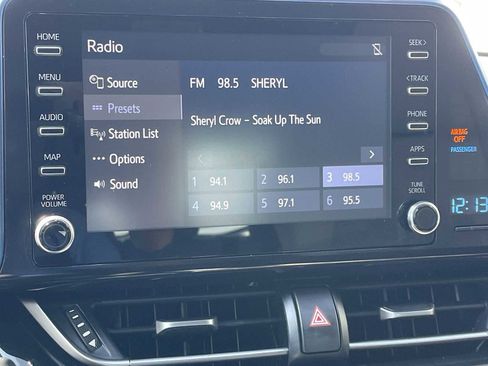 HOME
MENU
AUDIO
MAP
POWER
VOLUME
Radio
Source
Presets
Station List
Options
Sound
FM 98.5 SHERYL
Sheryl Crow – Soak Up The Sun
1 94.1
2 96.1
3 98.5
4 94.9
5 97.1
6 95.5
SEEK >
< TRACK
PHONE
APPS
TUNE
SCROLL
AIRBAG
OFF
PASSENGER
12:13